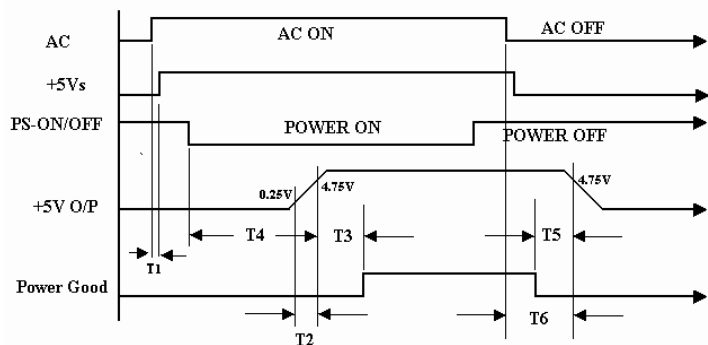 AC
AC ON
AC OFF
+5Vs
PS-ON/OFF
POWER ON
POWER OFF
+5V O/P
0.25V
4.75V
4.75V
T1
T4
T3
T5
Power Good
T2
T6